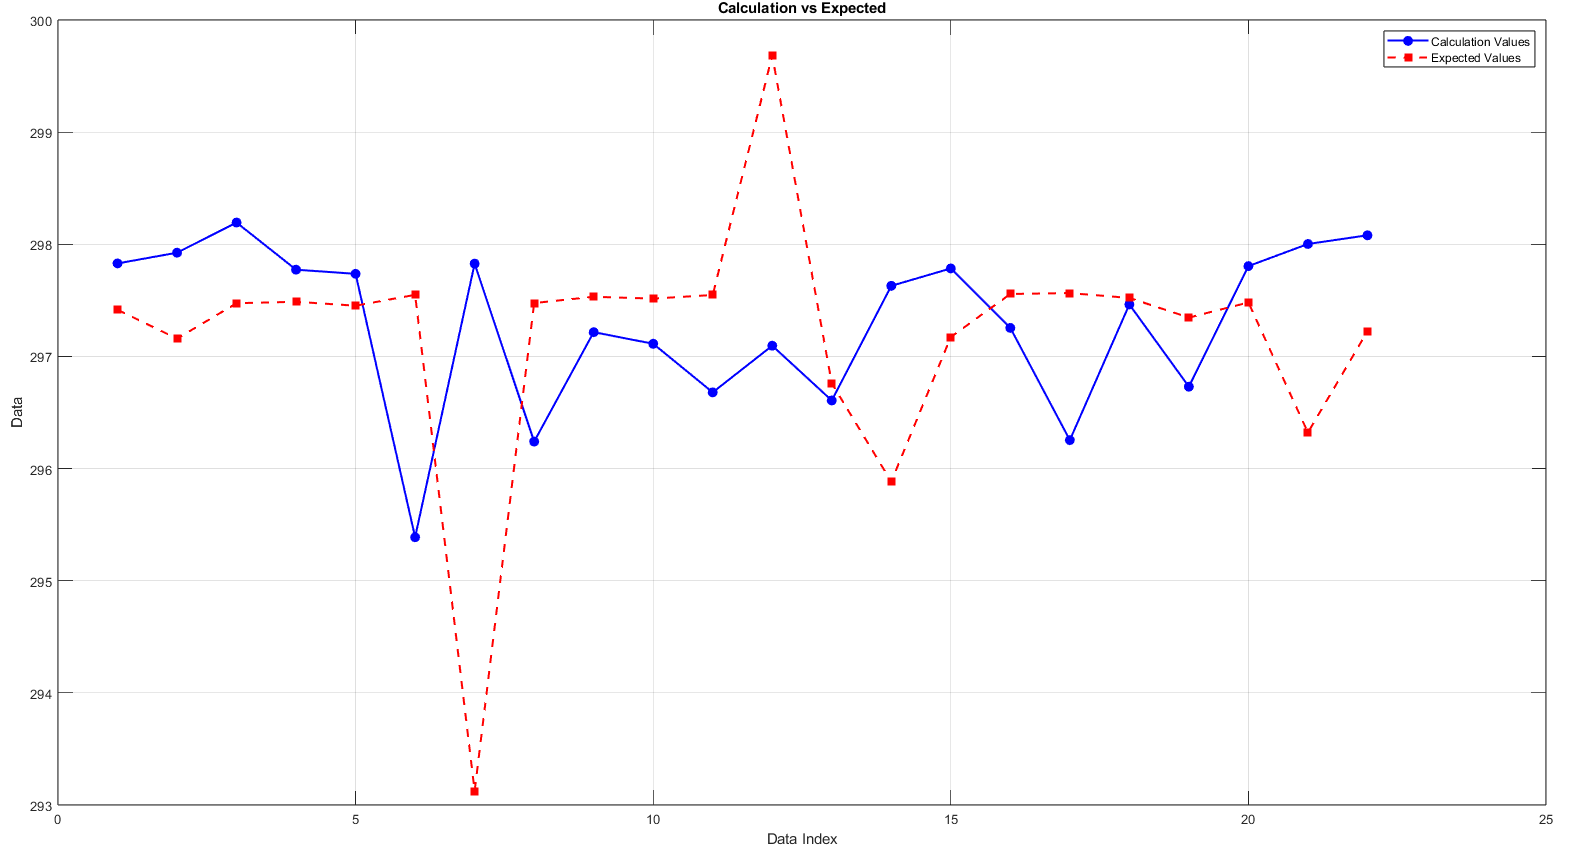 Calculation vs Expected
Calculation Values
Expected Values
300
299
298
297
296
295
294
293
Data
0 5 10 15 20 25
Data Index